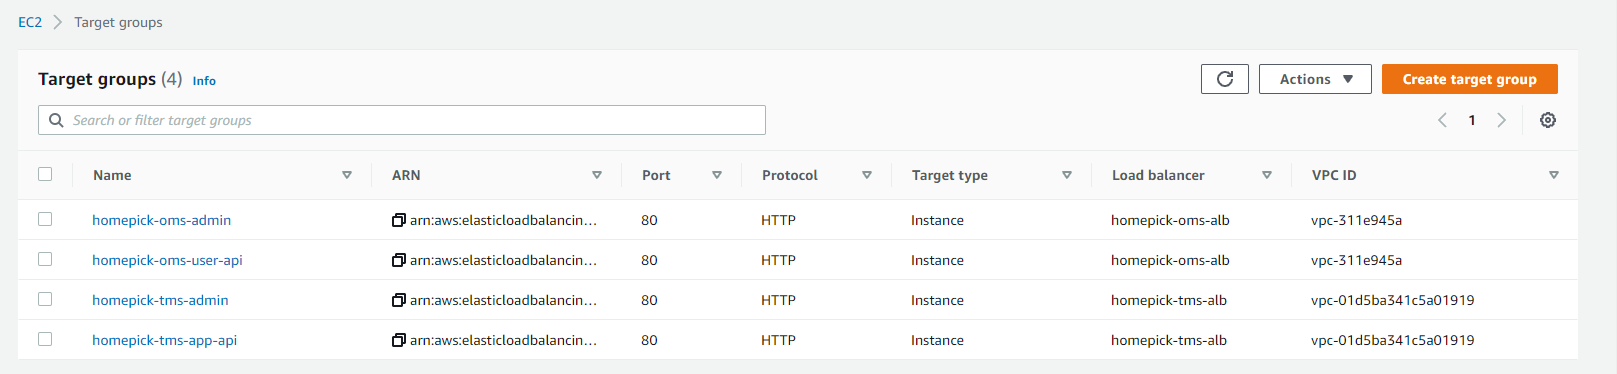 EC2 > Target groups
Target groups (4) Info Actions Create target group
Search or filter target groups 1
Name ARN Port Protocol Target type Load balancer VPC ID
homepick-oms-admin arn:aws:elasticloadbalancin... 80 HTTP Instance homepick-oms-alb vpc-311e945a
homepick-oms-user-api arn:aws:elasticloadbalancin... 80 HTTP Instance homepick-oms-alb vpc-311e945a
homepick-tms-admin arn:aws:elasticloadbalancin... 80 HTTP Instance homepick-tms-alb vpc-01d5ba341c5a01919
homepick-tms-app-api arn:aws:elasticloadbalancin... 80 HTTP Instance homepick-tms-alb vpc-01d5ba341c5a01919